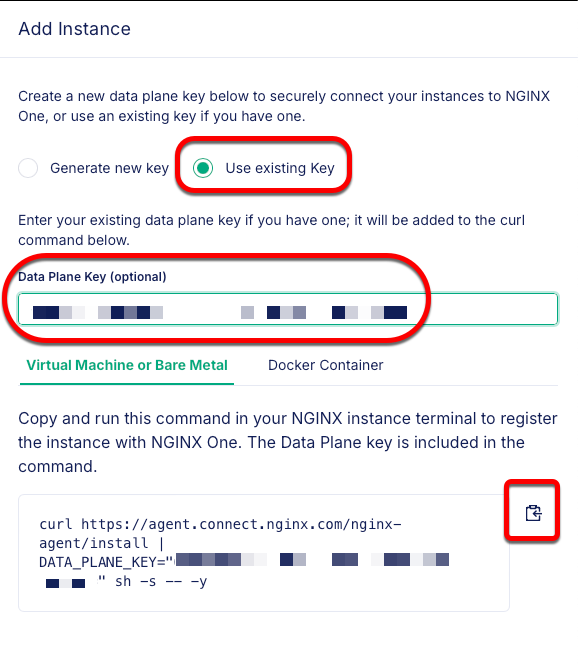 Add Instance
Create a new data plane key below to securely connect your instances to NGINX
One, or use an existing key if you have one.
Generate new key
Use existing Key
Enter your existing data plane key if you have one; it will be added to the curl
command below.
Data Plane Key (optional)
Virtual Machine or Bare Metal
Docker Container
Copy and run this command in your NGINX instance terminal to register
the instance with NGINX One. The Data Plane key is included in the
command.
curl https://agent.connect.nginx.com/nginx-
agent/install |
DATA_PLANE_KEY="
" sh -s -- -y